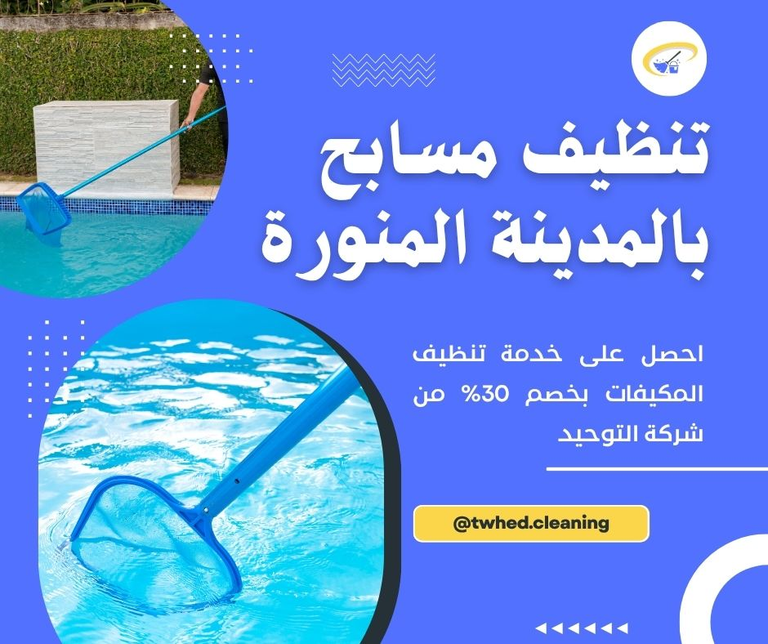 تنظيف مسابح
بالمدينة المنورة
احصل على خدمة تنظيف
المكيفات بخصم 30% من
شركة التوحيد
@twhed.cleaning